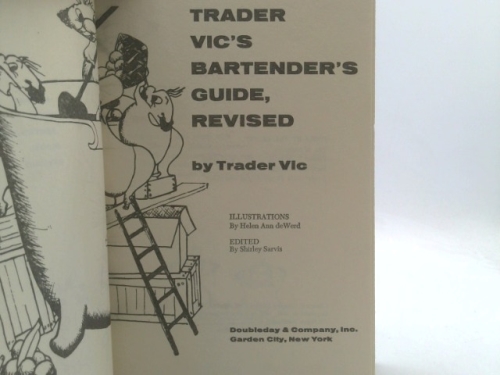 TRADER
VIC'S
BARTENDER'S
GUIDE,
REVISED
by Trader Vic
ILLUSTRATIONS
By Helen Ann deWerd
EDITED
By Shirley Sarvis
Doubleday & Company, Inc.
Garden City, New York